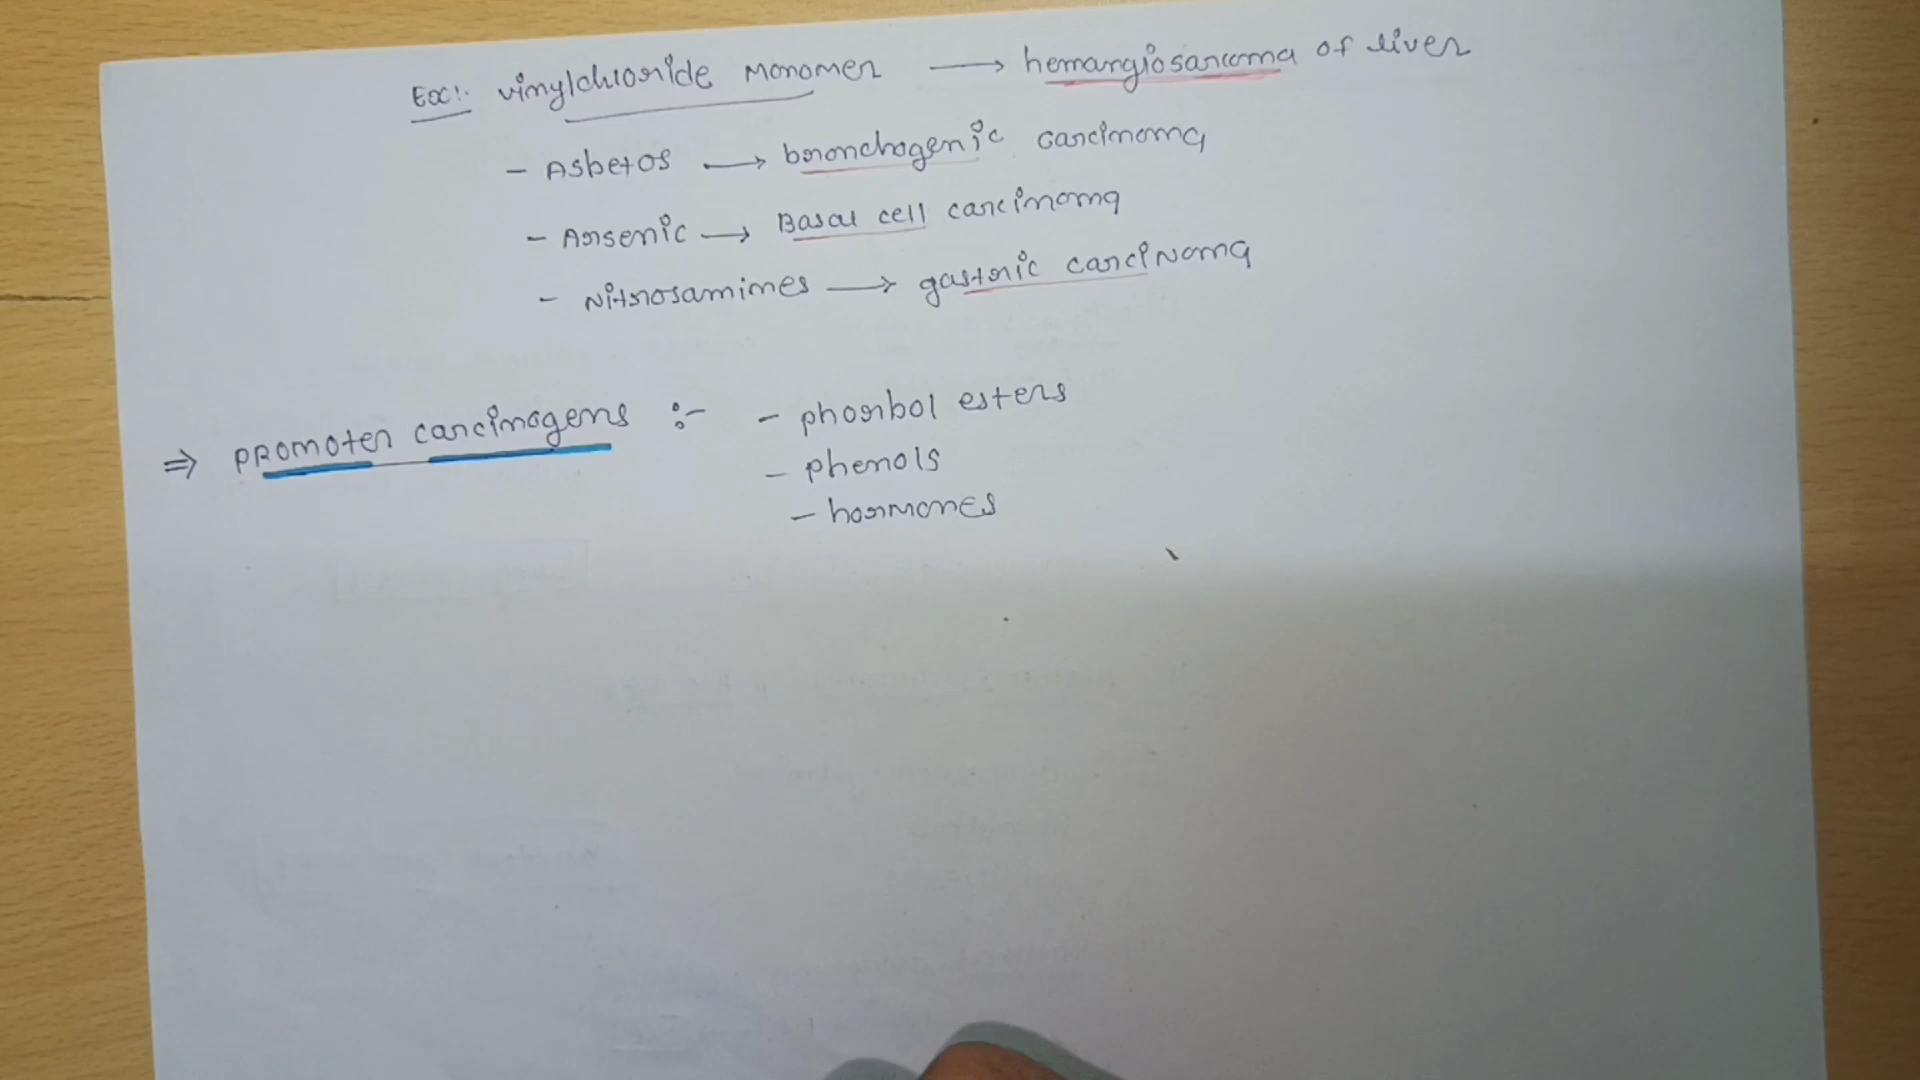 Ex:- vinylchloride monomer → hemangiosarcoma of liver
- Asbetos → bronchogenic carcinoma
- Arsenic → Basal cell carcinoma
- Nitrosamines → gastric carcinoma
⇒ promoter carcinogens :- - phorbol esters
- phenols
- hormones